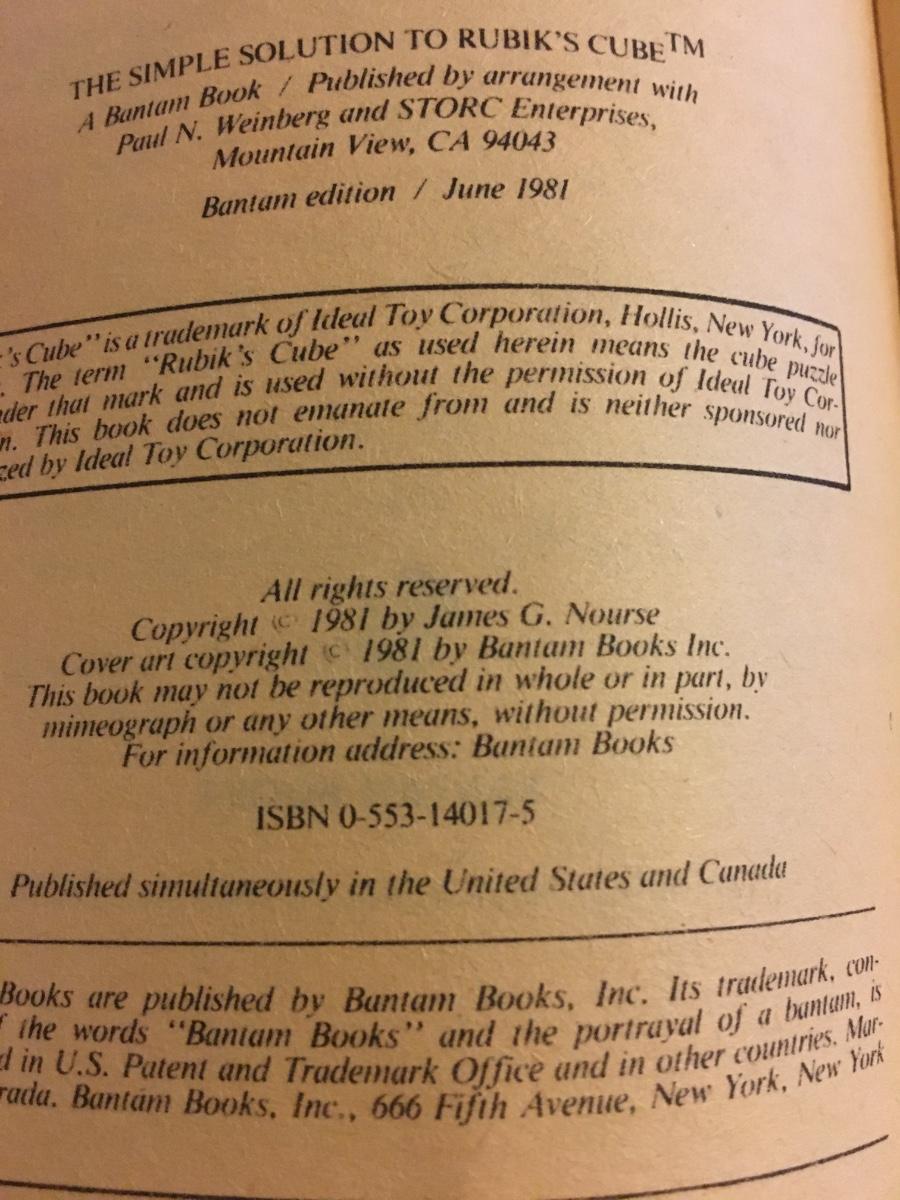 THE SIMPLE SOLUTION TO RUBIK'S CUBE™
A Bantam Book / Published by arrangement with
Paul N. Weinberg and STORC Enterprises,
Mountain View, CA 94043
Bantam edition / June 1981
's Cube" is a trademark of Ideal Toy Corporation, Hollis, New York, for
. The term "Rubik's Cube" as used herein means the cube puzzle
der that mark and is used without the permission of Ideal Toy Cor-
n. This book does not emanate from and is neither sponsored nor
zed by Ideal Toy Corporation.
All rights reserved.
Copyright © 1981 by James G. Nourse
Cover art copyright © 1981 by Bantam Books Inc.
This book may not be reproduced in whole or in part, by
mimeograph or any other means, without permission.
For information address: Bantam Books
ISBN 0-553-14017-5
Published simultaneously in the United States and Canada
Books are published by Bantam Books, Inc. Its trademark, con-
f the words "Bantam Books" and the portrayal of a bantam, is
d in U.S. Patent and Trademark Office and in other countries. Mar-
rada. Bantam Books, Inc., 666 Fifth Avenue, New York, New York